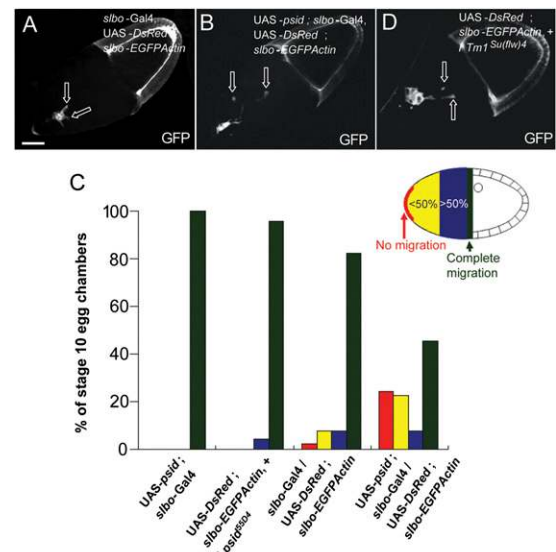 A
slbo-Gal4
UAS-DsRed;
slbo-EGFPActin
GFP
B
UAS-psid; slbo-Gal4,
UAS-DsRed;
slbo-EGFPActin
GFP
D
UAS-DsRed;
slbo-EGFPActin, +
Tm1Su(flw)4
GFP
C
<50%
>50%
No migration
Complete
migration
% of stage 10 egg chambers
100
80
60
40
20
0
UAS-psid;
slbo-Gal4
UAS-DsRed;
slbo-EGFPActin, +
psid55D4
slbo-Gal4/
UAS-DsRed;
slbo-EGFPActin
UAS-psid;
slbo-Gal4/
UAS-DsRed;
slbo-EGFPActin